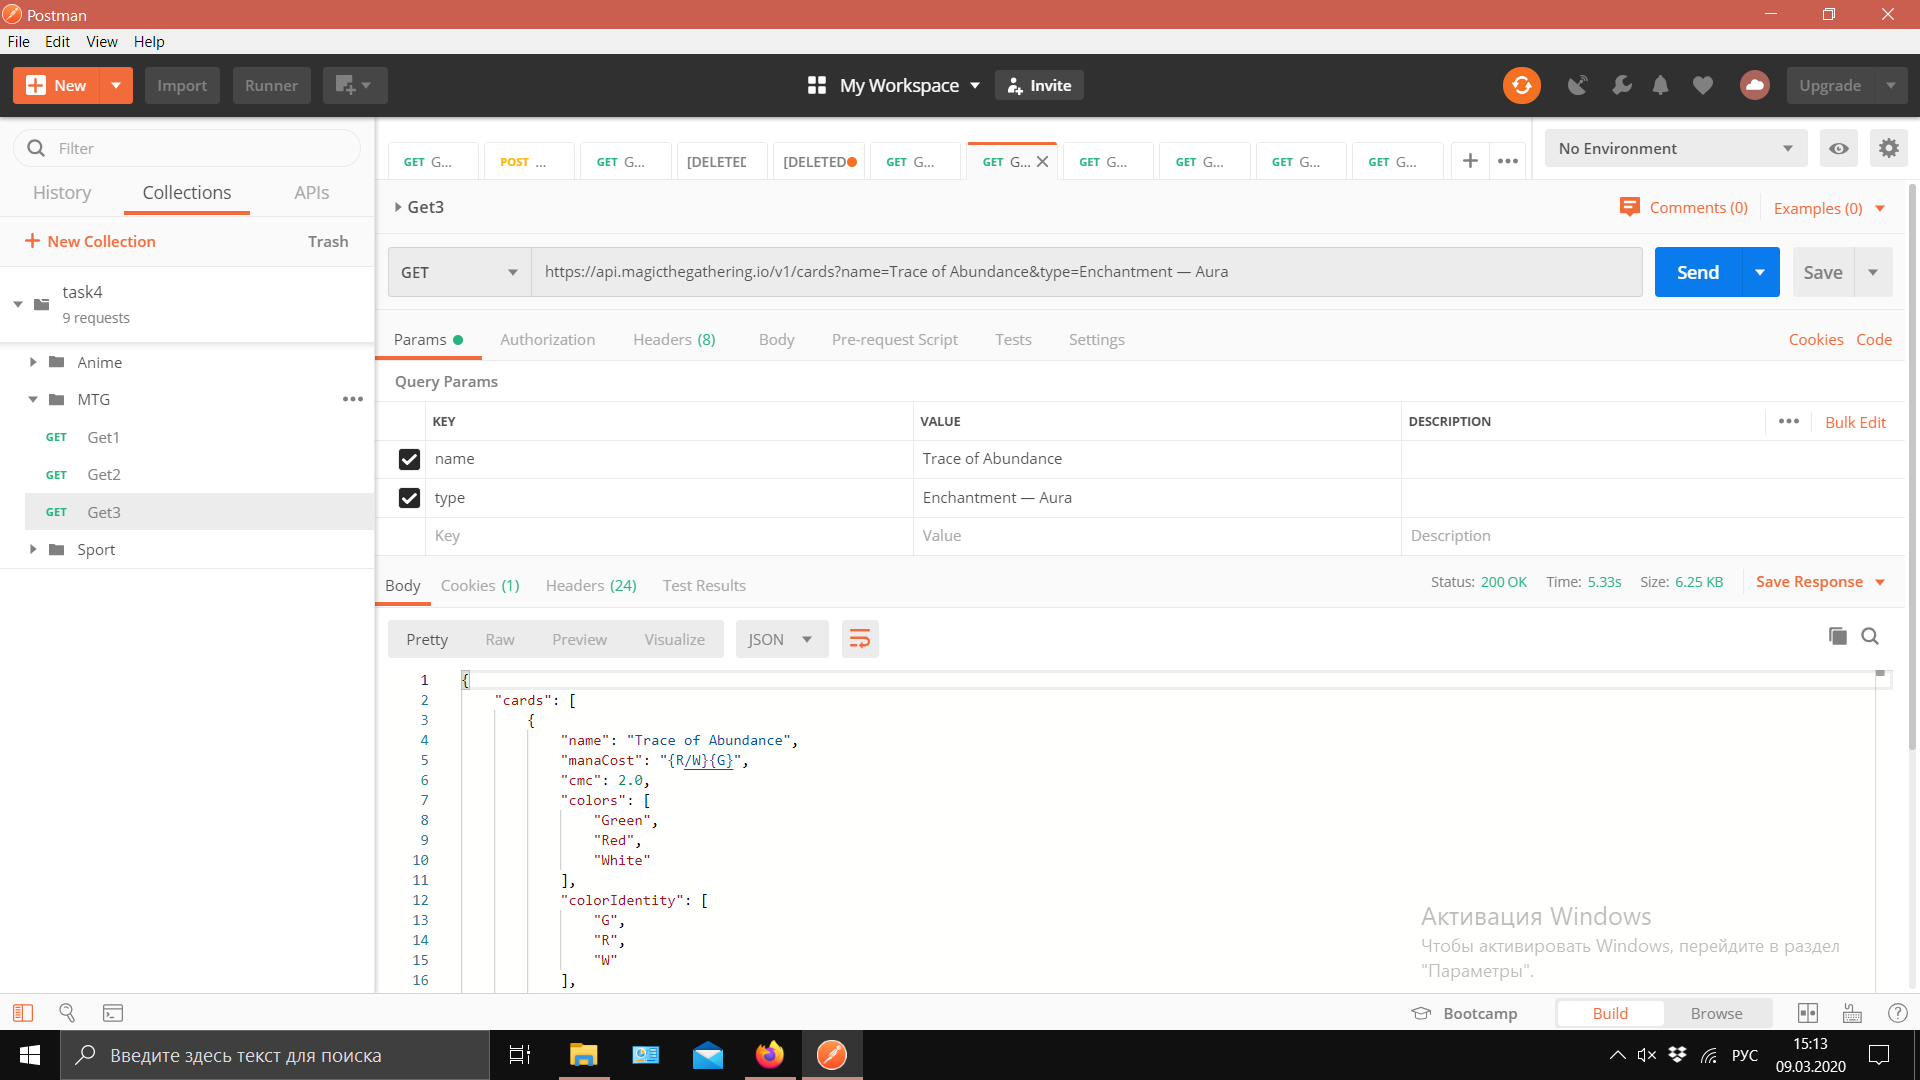 Postman
File Edit View Help
New Import Runner My Workspace Invite Upgrade
Filter
GET G... POST ... GET G... [DELETED [DELETED GET G... GET G... GET G... GET G... GET G... GET G...
No Environment
History Collections APIs
Get3 Comments (0) Examples (0)
New Collection Trash
GET https://api.magicthegathering.io/v1/cards?name=Trace of Abundance&type=Enchantment — Aura Send Save
task4
9 requests
Params Authorization Headers (8) Body Pre-request Script Tests Settings Cookies Code
Anime
Query Params
MTG
KEY VALUE DESCRIPTION Bulk Edit
GET Get1
name Trace of Abundance
GET Get2
type Enchantment — Aura
GET Get3
Key Value Description
Sport
Body Cookies (1) Headers (24) Test Results Status: 200 OK Time: 5.33s Size: 6.25 KB Save Response
Pretty Raw Preview Visualize JSON
1 {
2 "cards": [
3 {
4 "name": "Trace of Abundance",
5 "manaCost": "{R/W}{G}",
6 "cmc": 2.0,
7 "colors": [
8 "Green",
9 "Red",
10 "White"
11 ],
12 "colorIdentity": [
13 "G",
14 "R",
15 "W"
16 ],
Активация Windows
Чтобы активировать Windows, перейдите в раздел
"Параметры".
Bootcamp Build Browse
Введите здесь текст для поиска
РУС
15:13
09.03.2020